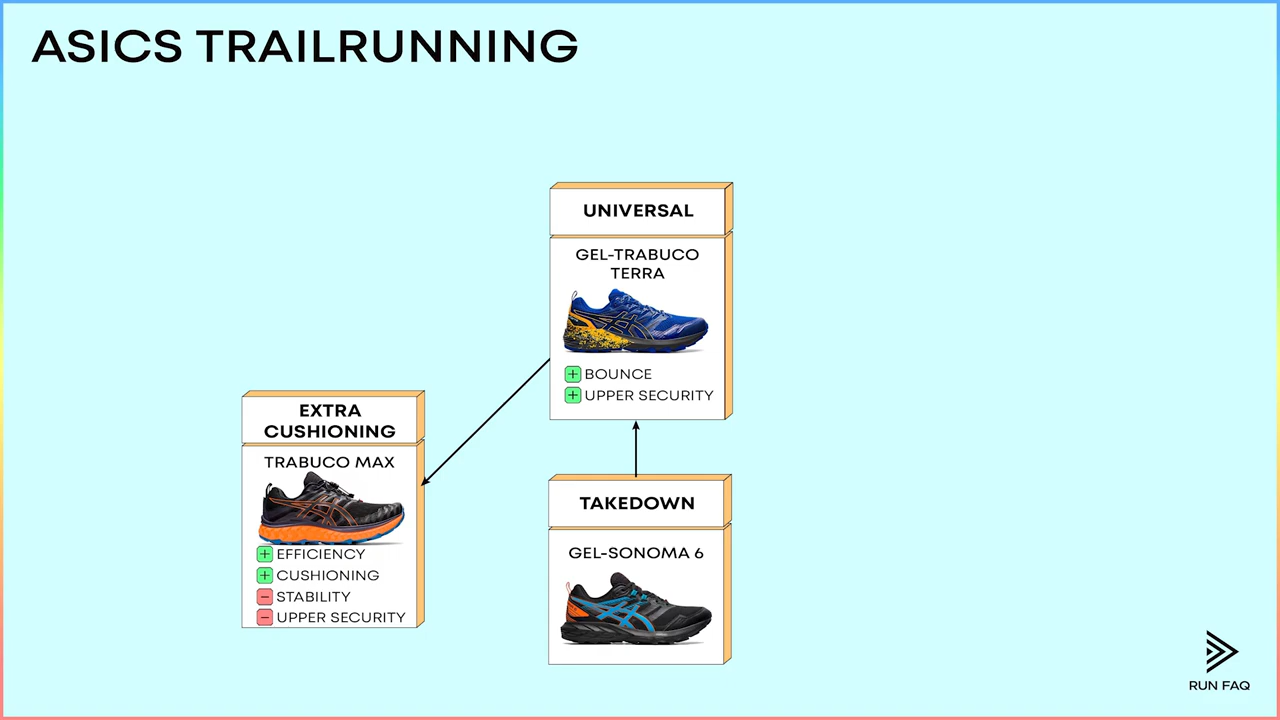 ASICS TRAILRUNNING
UNIVERSAL
GEL-TRABUCO
TERRA
+ BOUNCE
+ UPPER SECURITY
EXTRA
CUSHIONING
TRABUCO MAX
+ EFFICIENCY
+ CUSHIONING
− STABILITY
− UPPER SECURITY
TAKEDOWN
GEL-SONOMA 6
RUN FAQ